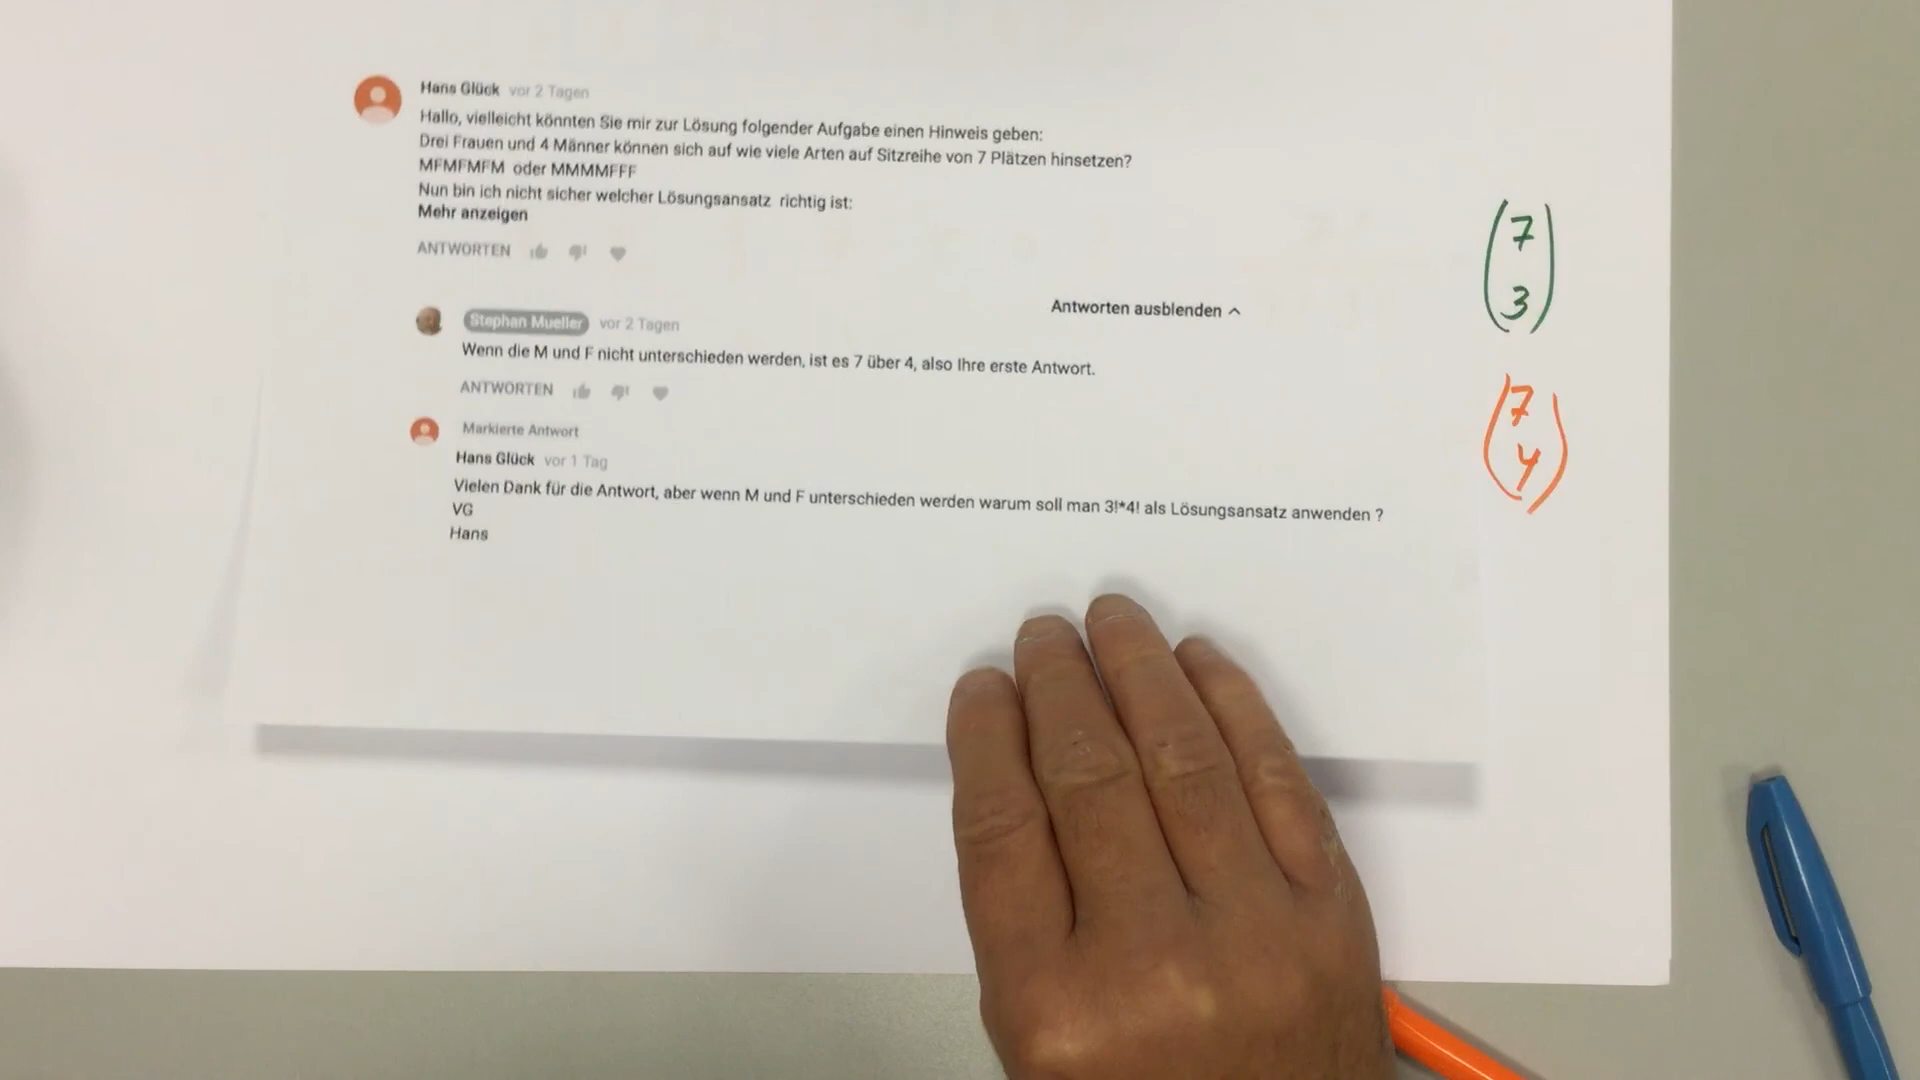 Hans Glück vor 2 Tagen
Hallo, vielleicht könnten Sie mir zur Lösung folgender Aufgabe einen Hinweis geben:
Drei Frauen und 4 Männer können sich auf wie viele Arten auf Sitzreihe von 7 Plätzen hinsetzen?
MFMFMFM oder MMMMFFF
Nun bin ich nicht sicher welcher Lösungsansatz richtig ist:
Mehr anzeigen
ANTWORTEN
Antworten ausblenden
Stephan Mueller vor 2 Tagen
Wenn die M und F nicht unterschieden werden, ist es 7 über 4, also Ihre erste Antwort.
ANTWORTEN
Markierte Antwort
Hans Glück vor 1 Tag
Vielen Dank für die Antwort, aber wenn M und F unterschieden werden warum soll man 3!*4! als Lösungsansatz anwenden ?
VG
Hans
(7
3)
(7
4)